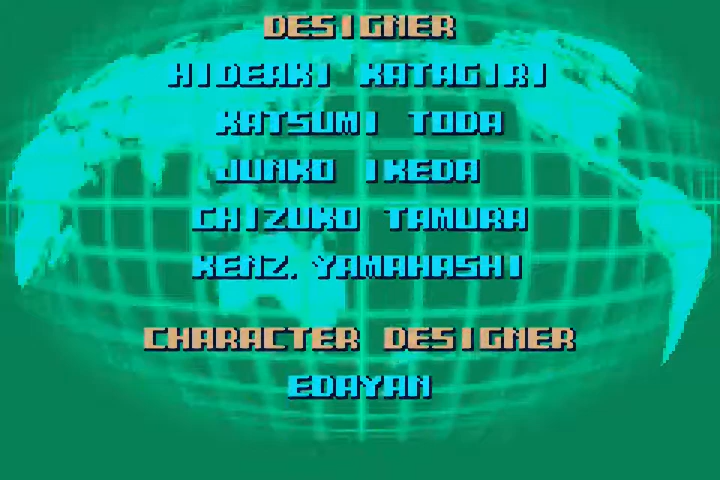 DESIGNER
HIDEAKI KATAGIRI
KATSUMI TODA
JUNKO IKEDA
CHIZUKO TAMURA
KENZ.YAMAHASHI
CHARACTER DESIGNER
EDAYAN